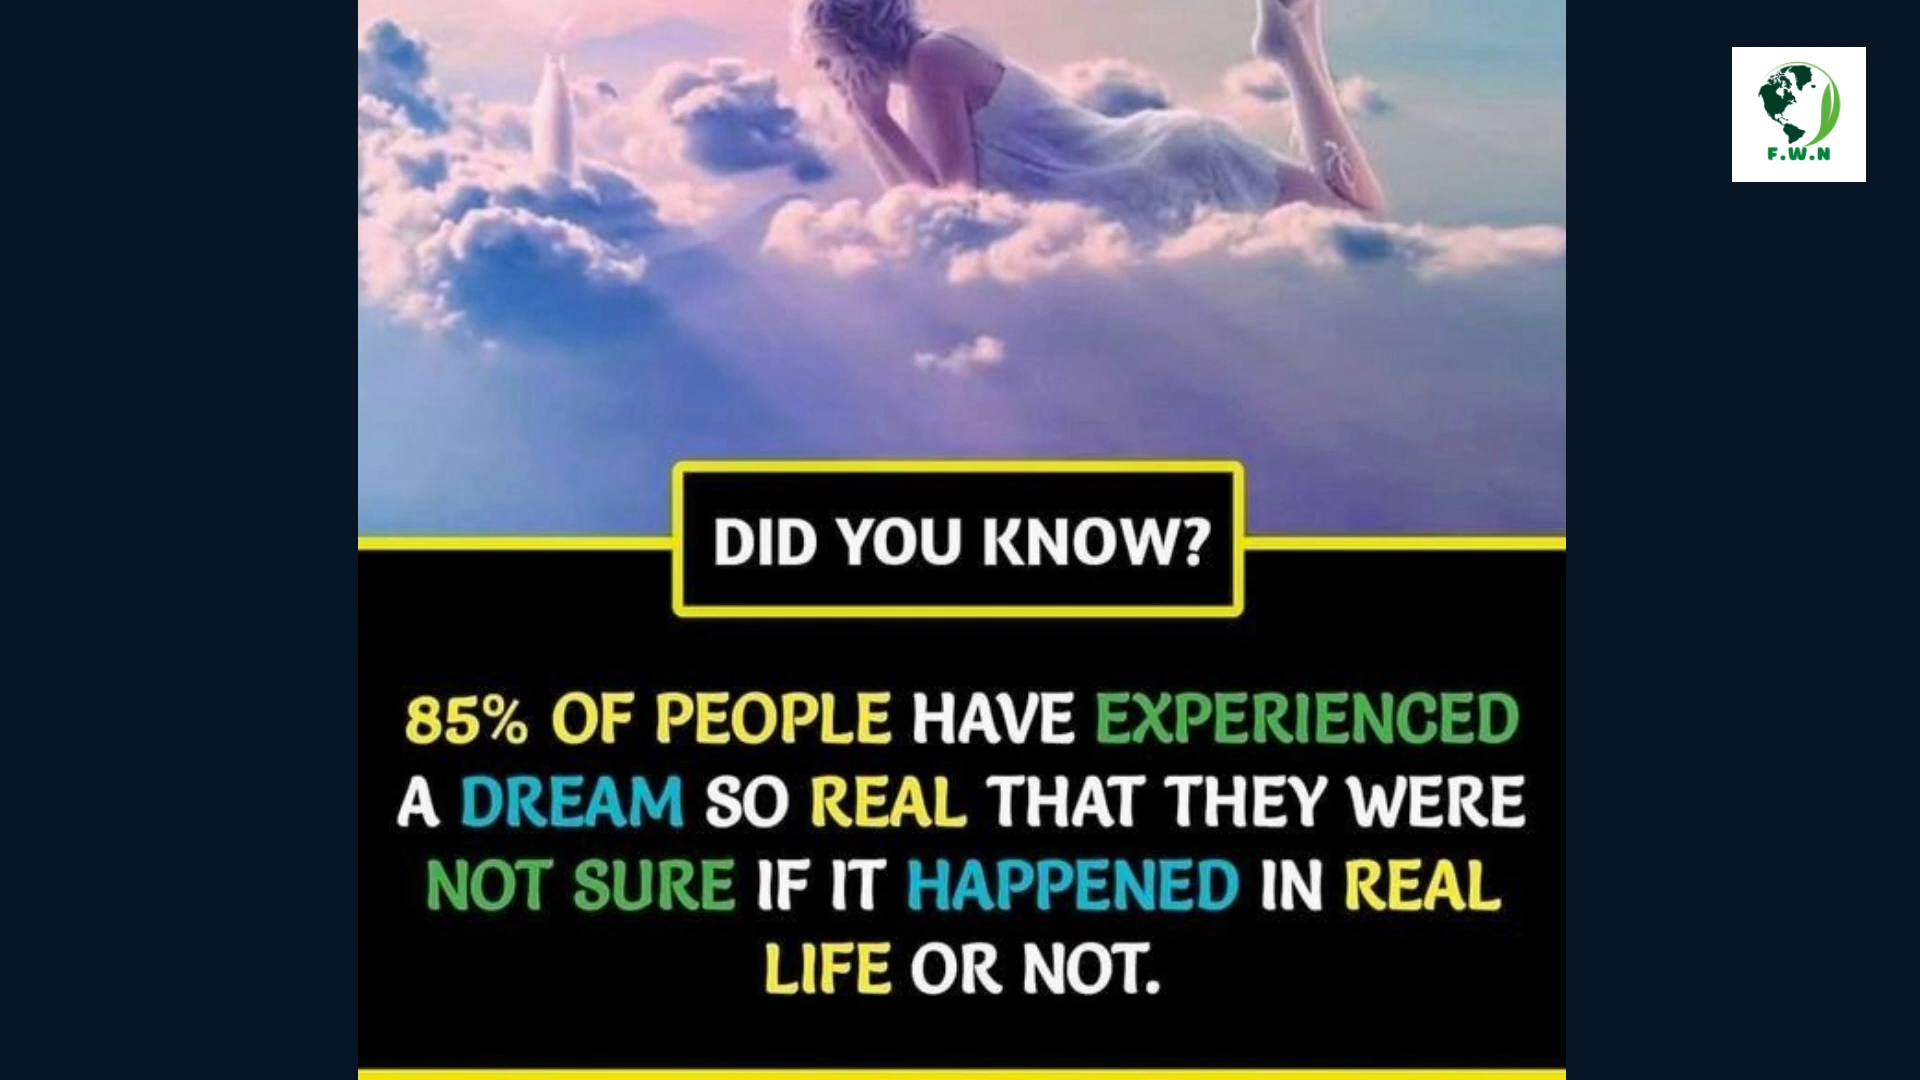 F.W.N
DID YOU KNOW?
85% OF PEOPLE HAVE EXPERIENCED
A DREAM SO REAL THAT THEY WERE
NOT SURE IF IT HAPPENED IN REAL
LIFE OR NOT.